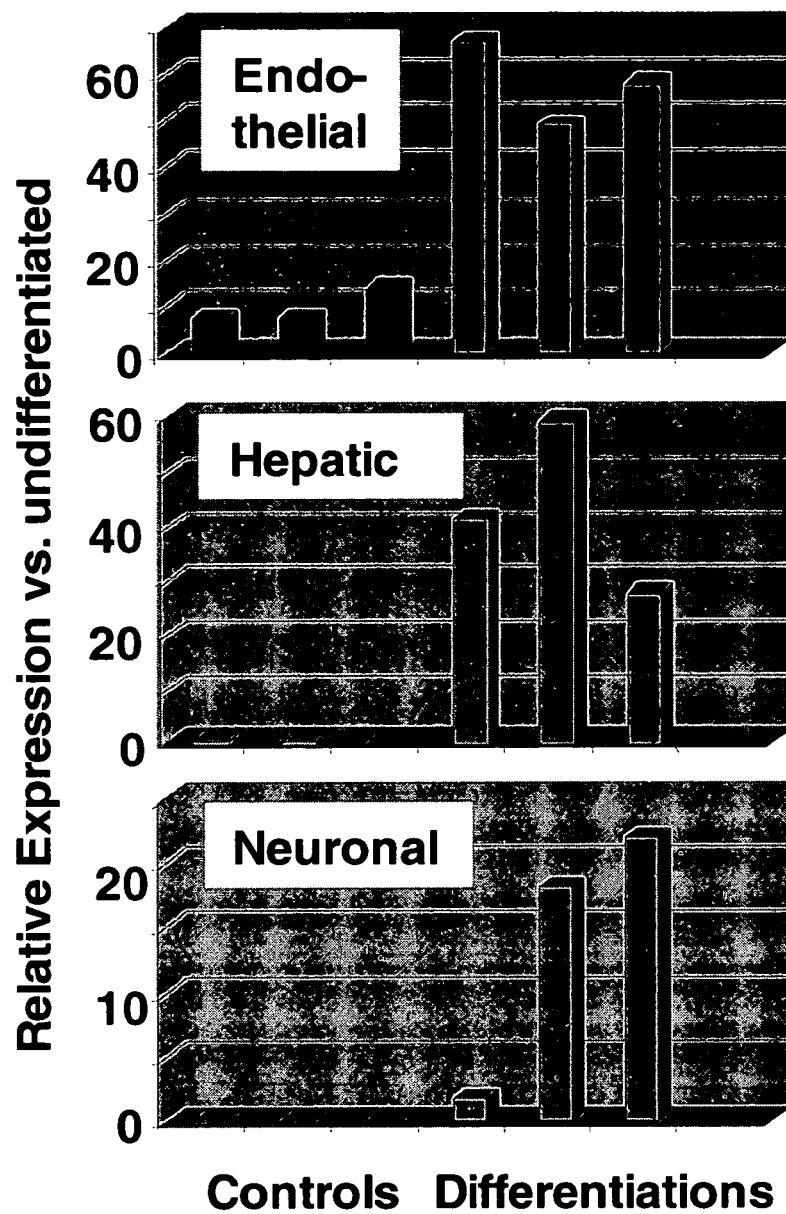 Relative Expression vs. undifferentiated
60
40
20
0
Endo-
thelial
60
40
20
0
Hepatic
20
10
0
Neuronal
Controls Differentiations